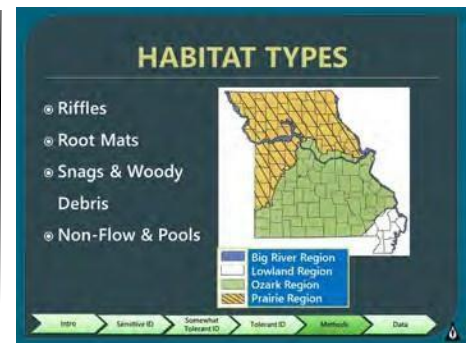 HABITAT TYPES
Riffles
Root Mats
Snags & Woody
Debris
Non-Flow & Pools
Big River Region
Lowland Region
Ozark Region
Prairie Region
Intro
Sensitive ID
Somewhat
Tolerant ID
Tolerant ID
Methods
Data